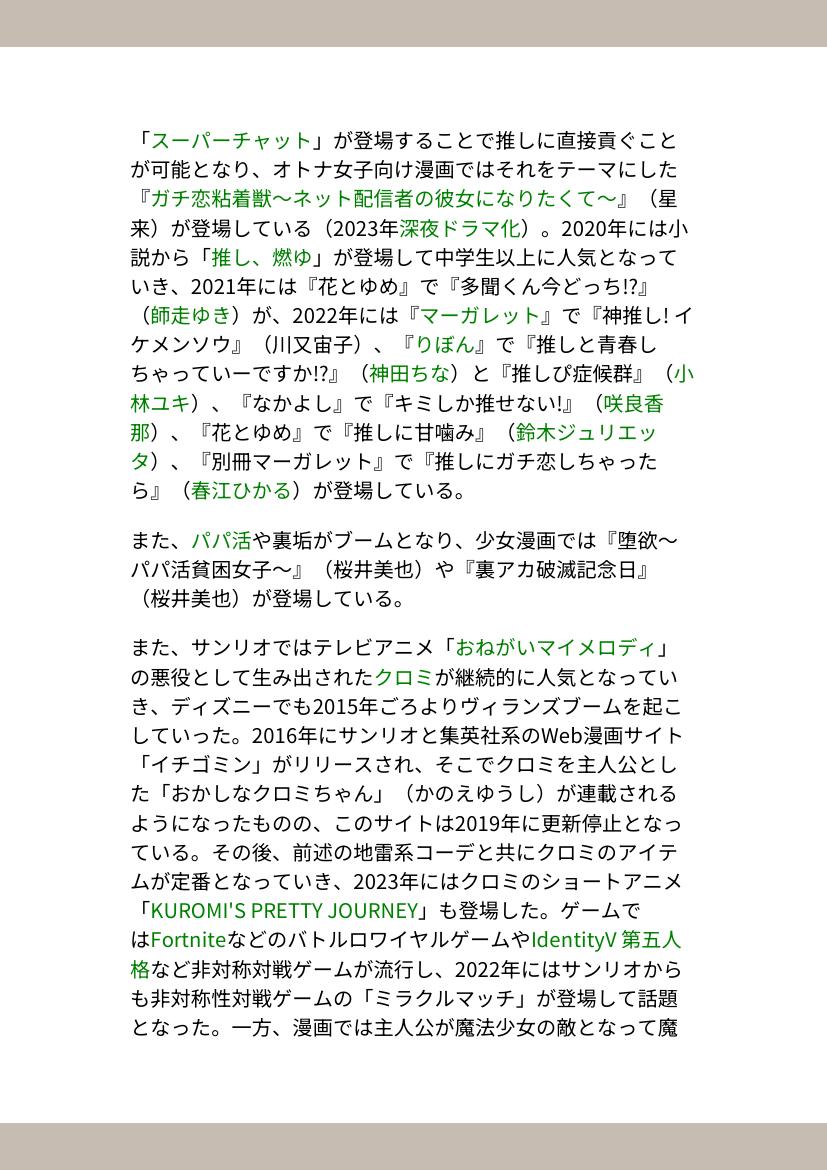 「スーパーチャット」が登場することで推しに直接貢ぐこと
が可能となり、オトナ女子向け漫画ではそれをテーマにした
『ガチ恋粘着獣〜ネット配信者の彼女になりたくて〜』（星
来）が登場している（2023年深夜ドラマ化）。2020年には小
説から「推し、燃ゆ」が登場して中学生以上に人気となって
いき、2021年には『花とゆめ』で『多聞くん今どっち!?』
（師走ゆき）が、2022年には『マーガレット』で『神推し! イ
ケメンソウ』（川又宙子）、『りぼん』で『推しと青春し
ちゃっていーですか!?』（神田ちな）と『推しぴ症候群』（小
林ユキ）、『なかよし』で『キミしか推せない!』（咲良香
那）、『花とゆめ』で『推しに甘噛み』（鈴木ジュリエッ
タ）、『別冊マーガレット』で『推しにガチ恋しちゃった
ら』（春江ひかる）が登場している。
また、パパ活や裏垢がブームとなり、少女漫画では『堕欲〜
パパ活貧困女子〜』（桜井美也）や『裏アカ破滅記念日』
（桜井美也）が登場している。
また、サンリオではテレビアニメ「おねがいマイメロディ」
の悪役として生み出されたクロミが継続的に人気となってい
き、ディズニーでも2015年ごろよりヴィランズブームを起こ
していった。2016年にサンリオと集英社系のWeb漫画サイト
「イチゴミン」がリリースされ、そこでクロミを主人公とし
た「おかしなクロミちゃん」（かのえゆうし）が連載される
ようになったものの、このサイトは2019年に更新停止となっ
ている。その後、前述の地雷系コーデと共にクロミのアイテ
ムが定番となっていき、2023年にはクロミのショートアニメ
「KUROMI'S PRETTY JOURNEY」も登場した。ゲームで
はFortniteなどのバトルロワイヤルゲームやIdentityV 第五人
格など非対称対戦ゲームが流行し、2022年にはサンリオから
も非対称性対戦ゲームの「ミラクルマッチ」が登場して話題
となった。一方、漫画では主人公が魔法少女の敵となって魔